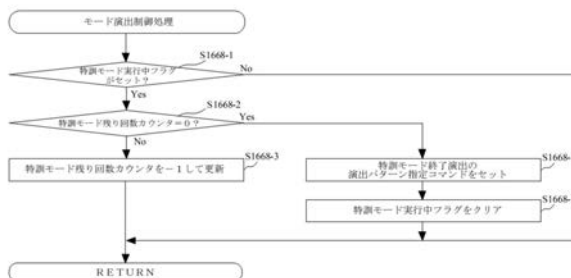 モード演出制御処理
S1668-1
特訓モード実行中フラグ
がセット?
No
Yes
S1668-2
特訓モード残り回数カウンタ=0?
Yes
No
S1668-3
特訓モード残り回数カウンタを-1して更新
S1668-
特訓モード終了演出の
演出パターン指定コマンドをセット
S1668-
特訓モード実行中フラグをクリア
RETURN